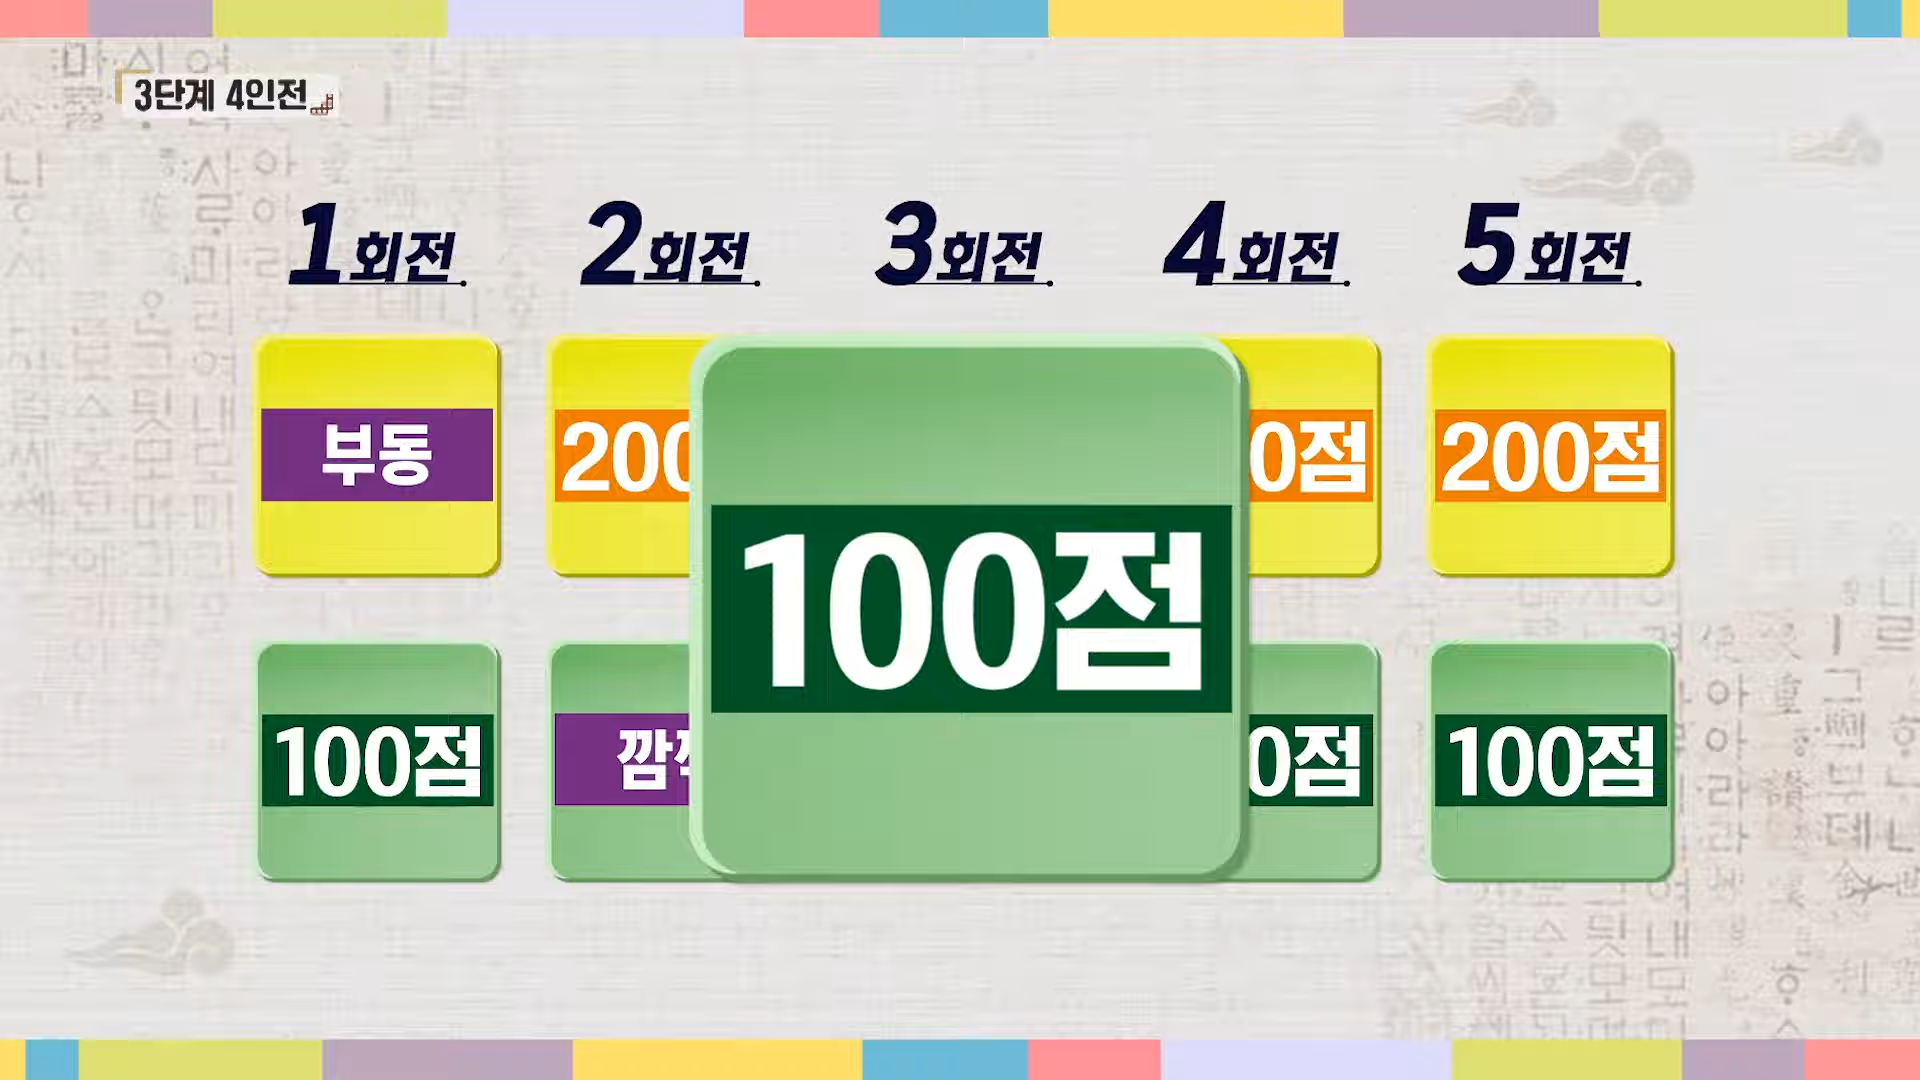 3단계 4인전
1회전 2회전 3회전 4회전 5회전
부동 200 0점 200점
100점
100점 깜 0점 100점